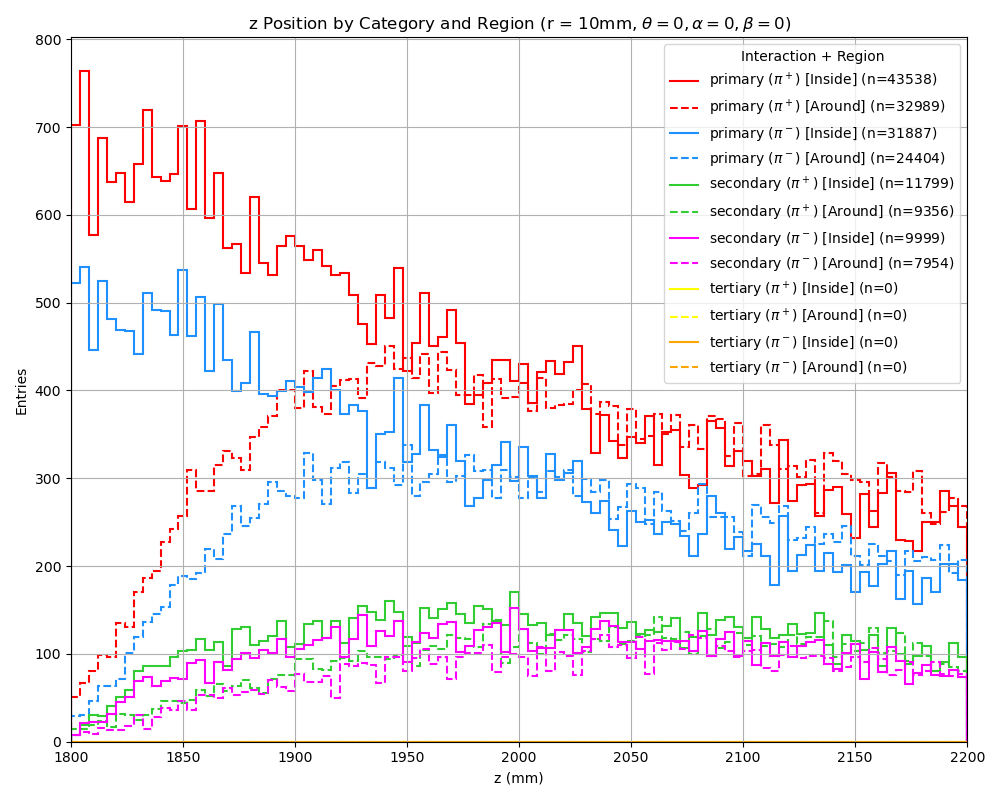 z Position by Category and Region (r = 10mm, θ = 0, α = 0, β = 0)
Entries
800
700
600
500
400
300
200
100
0
Interaction + Region
primary (π⁺) [Inside] (n=43538)
primary (π⁺) [Around] (n=32989)
primary (π⁻) [Inside] (n=31887)
primary (π⁻) [Around] (n=24404)
secondary (π⁺) [Inside] (n=11799)
secondary (π⁺) [Around] (n=9356)
secondary (π⁻) [Inside] (n=9999)
secondary (π⁻) [Around] (n=7954)
tertiary (π⁺) [Inside] (n=0)
tertiary (π⁺) [Around] (n=0)
tertiary (π⁻) [Inside] (n=0)
tertiary (π⁻) [Around] (n=0)
1800 1850 1900 1950 2000 2050 2100 2150 2200
z (mm)